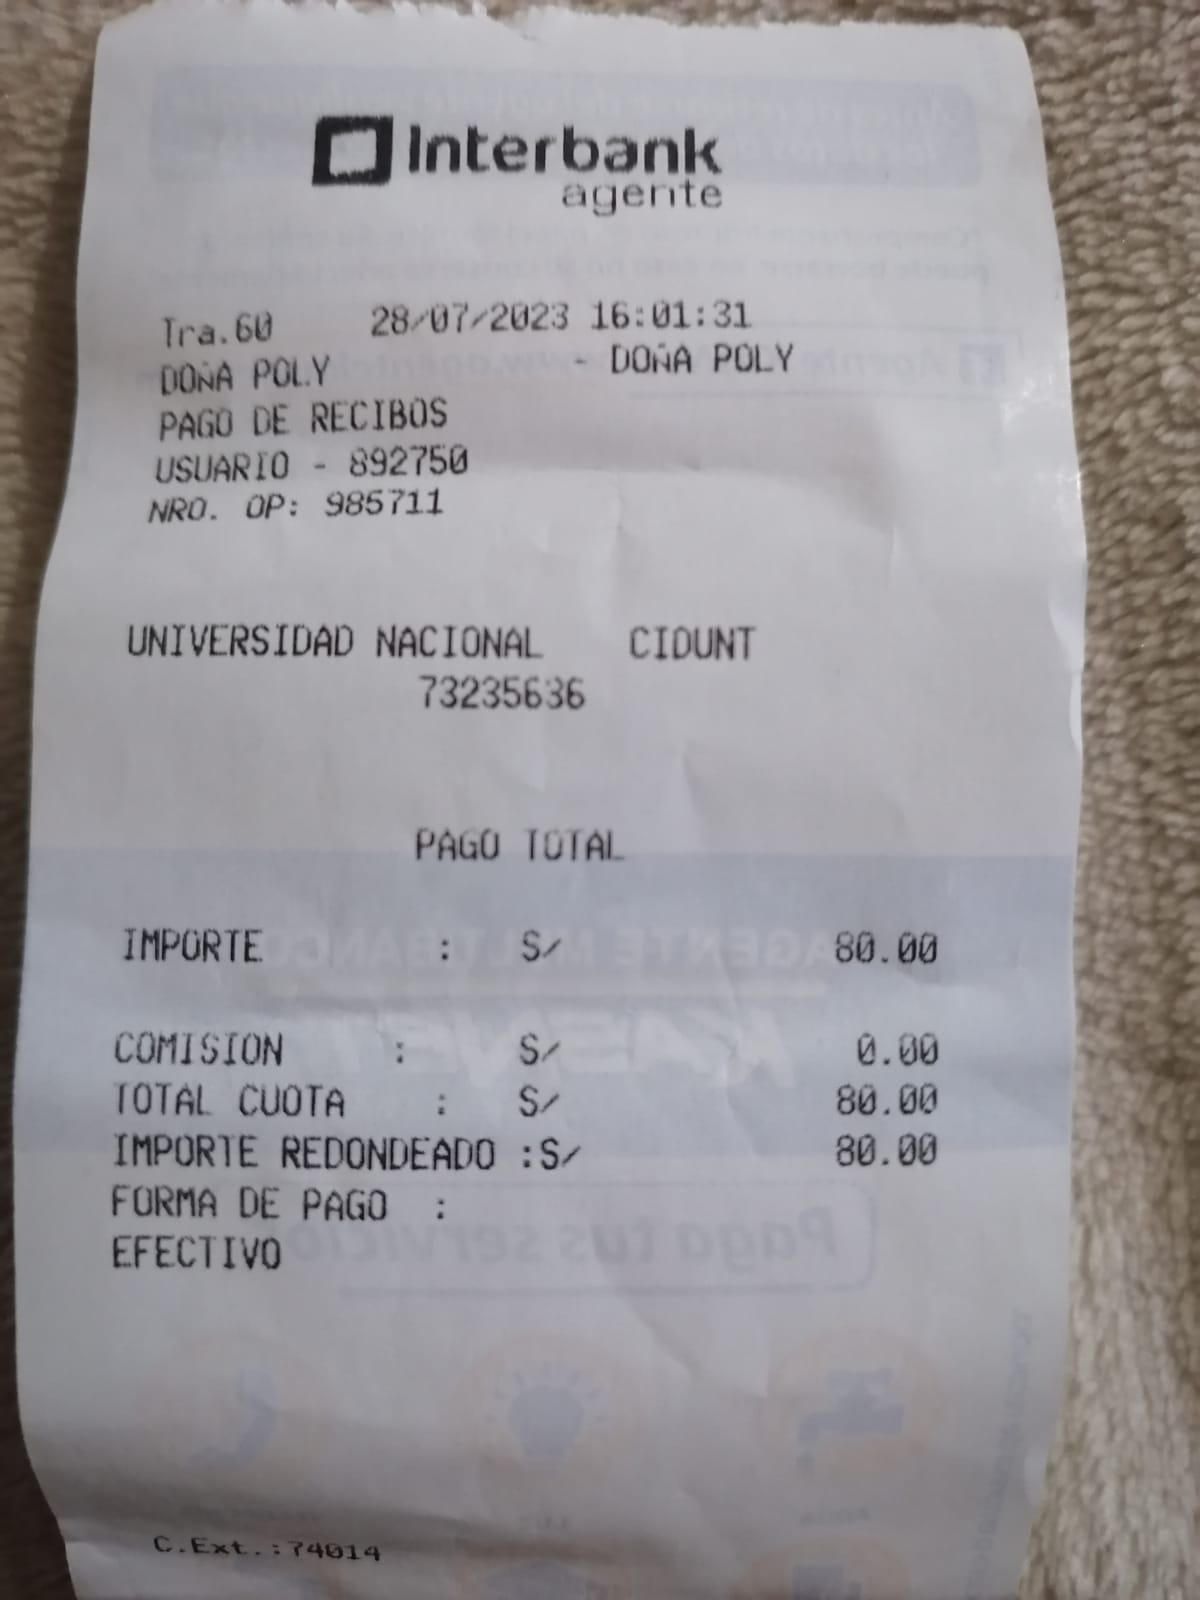 Interbank
agente
Tra.60 28/07/2023 16:01:31
DOÑA POLY - DOÑA POLY
PAGO DE RECIBOS
USUARIO - 892750
NRO. OP: 985711
UNIVERSIDAD NACIONAL CIDUNT
73235636
PAGO TOTAL
IMPORTE : S/ 80.00
COMISION : S/ 0.00
TOTAL CUOTA : S/ 80.00
IMPORTE REDONDEADO :S/ 80.00
FORMA DE PAGO :
EFECTIVO
C.Ext.:74014